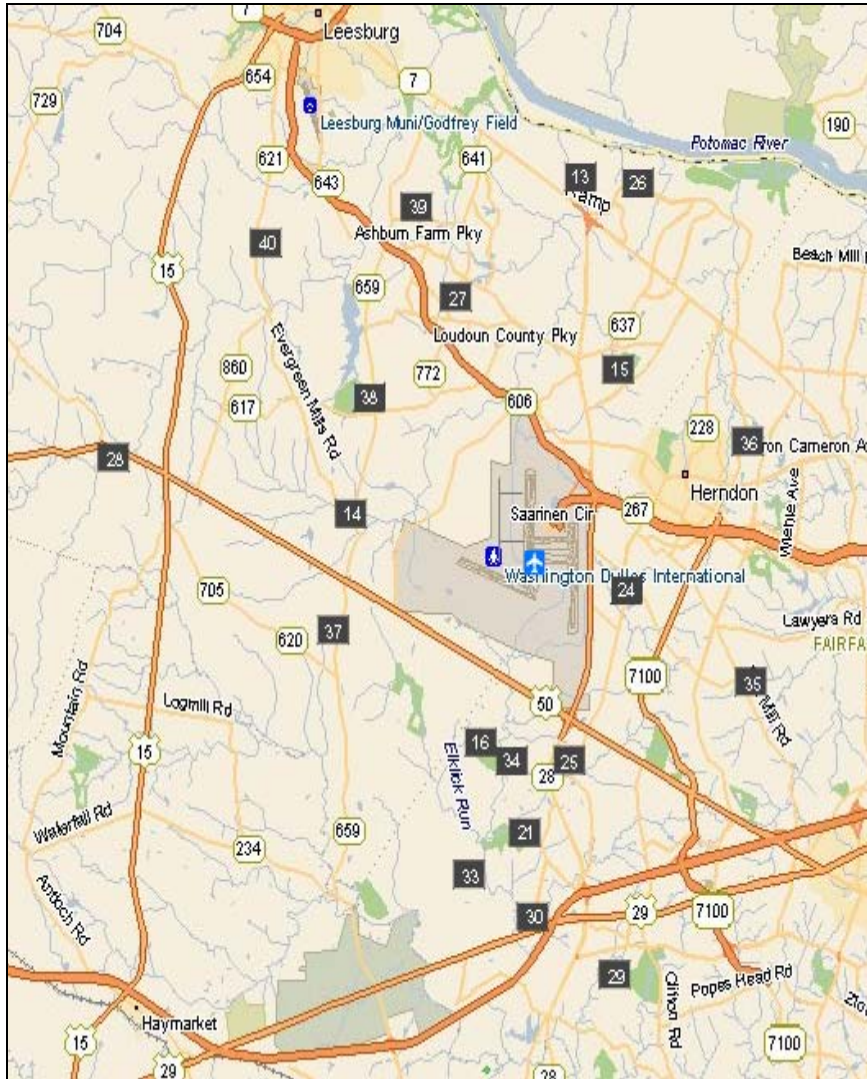 7
Leesburg
704
654
7
729
Leesburg Muni/Godfrey Field
190
Potomac River
621
643
641
13
26
Ramp
39
Ashburn Farm Pky
40
15
659
27
Loudoun County Pky
637
Evergreen Mills Rd
860
772
15
38
617
606
228
36
28
Herndon
14
Saarinen Cir
267
Wiehle Ave
Washington Dulles International
705
24
Lawyers Rd
37
620
7100
35
Mill Rd
Mountain Rd
Logmill Rd
50
15
16
34
25
28
Elklick Run
Waterfall Rd
21
659
234
33
Antioch Rd
30
29
7100
29
Clifton Rd
Popes Head Rd
Haymarket
15
29
7100
28